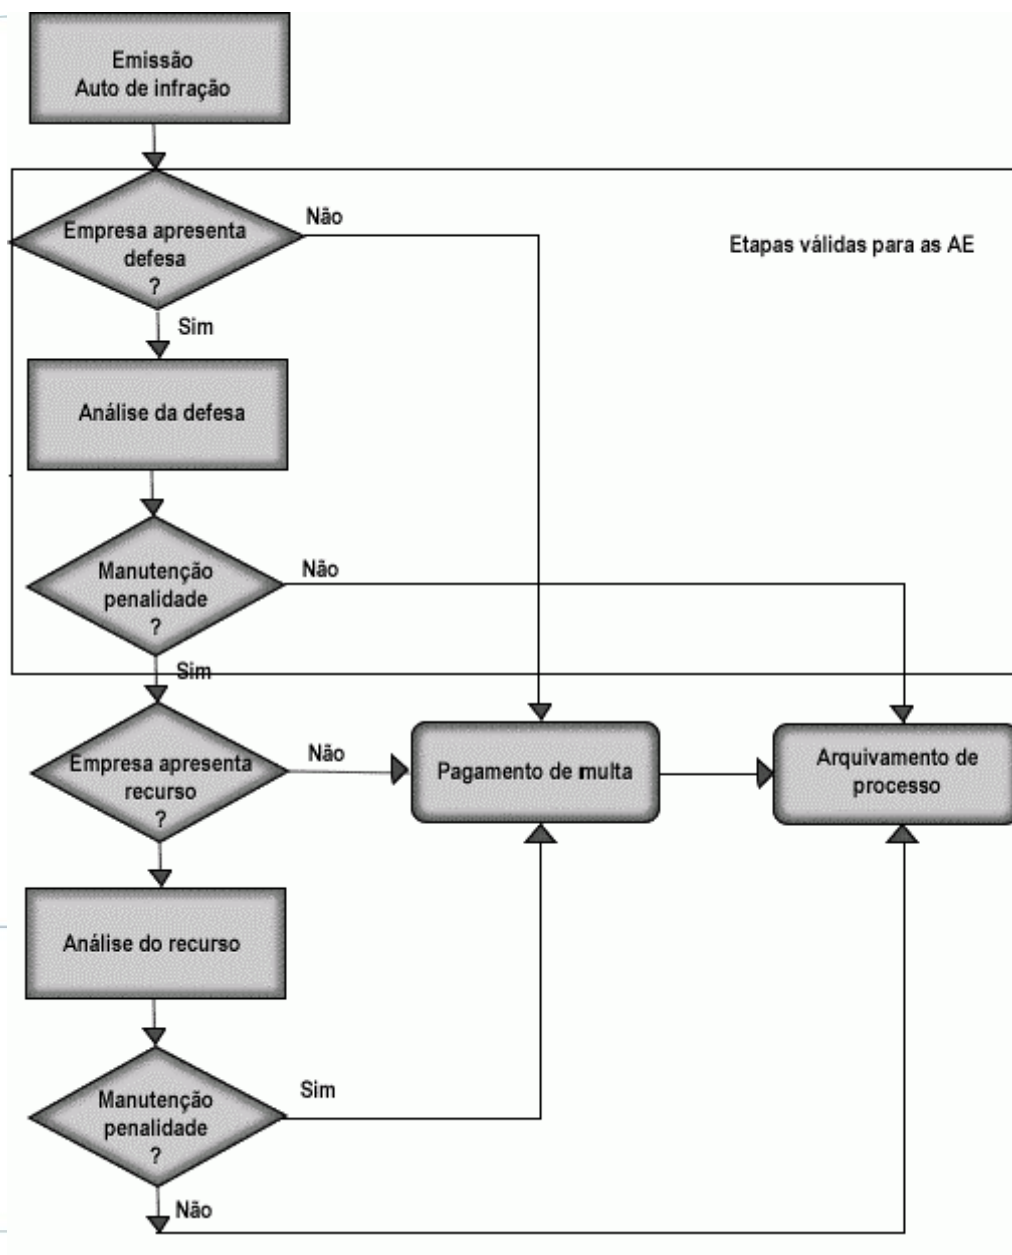 Emissão
Auto de infração
Empresa apresenta
defesa
?
Não
Etapas válidas para as AE
Sim
Análise da defesa
Manutenção
penalidade
?
Não
Sim
Empresa apresenta
recurso
?
Não
Pagamento de multa
Arquivamento de
processo
Análise do recurso
Manutenção
penalidade
?
Sim
Não